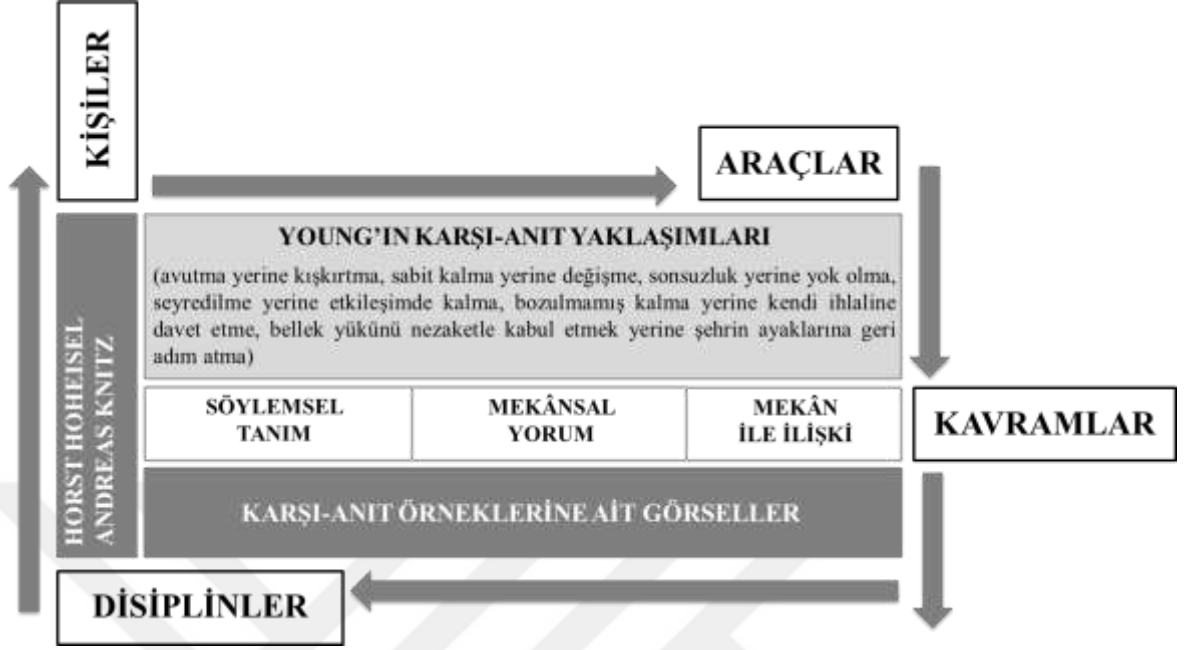 KİŞİLER
ARAÇLAR
YOUNG’IN KARŞI-ANIT YAKLAŞIMLARI
(avutma yerine kışkırtma, sabit kalma yerine değişme, sonsuzluk yerine yok olma,
seyredilme yerine etkileşimde kalma, bozulmamış kalma yerine kendi ihlaline
davet etme, bellek yükünü nezaketle kabul etmek yerine şehrin ayaklarına geri
adım atma)
HORST HOHEISEL
ANDREAS KNITZ
SÖYLEMSEL
TANIM
MEKÂNSAL
YORUM
MEKÂN
İLE İLİŞKİ
KAVRAMLAR
KARŞI-ANIT ÖRNEKLERİNE AİT GÖRSELLER
DİSİPLİNLER